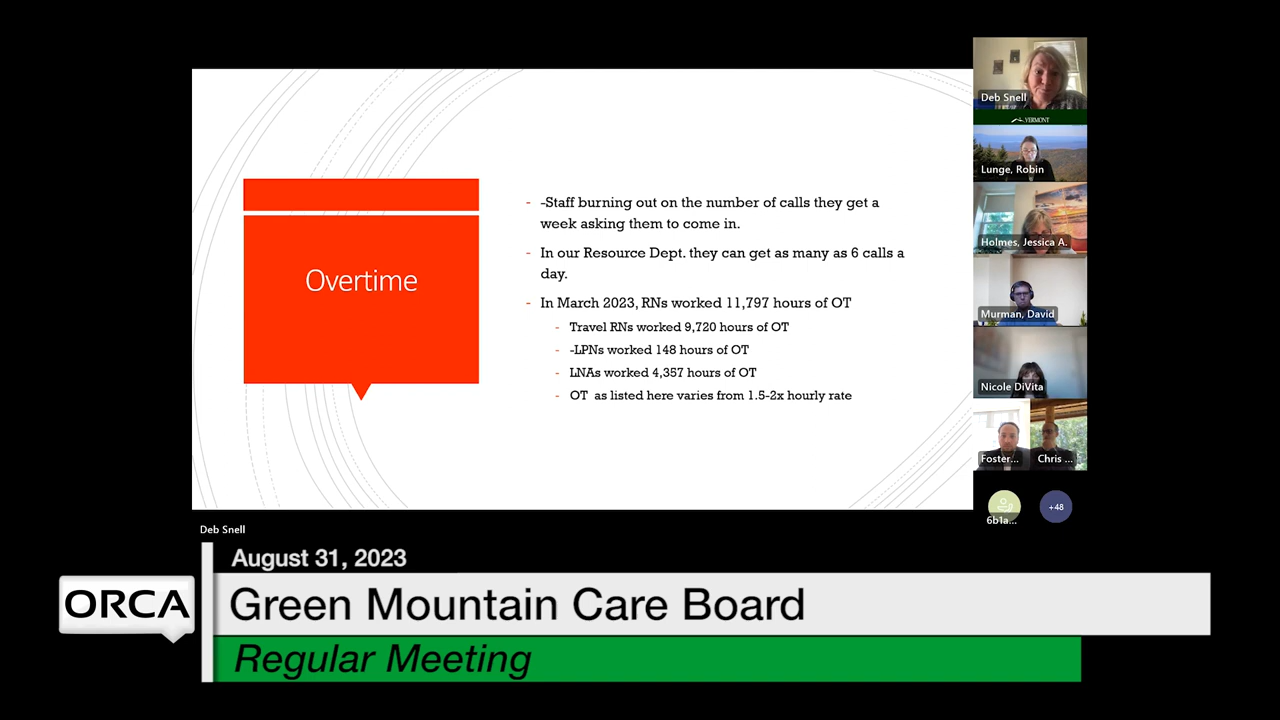 Overtime
- -Staff burning out on the number of calls they get a
week asking them to come in.
- In our Resource Dept. they can get as many as 6 calls a
day.
- In March 2023, RNs worked 11,797 hours of OT
- Travel RNs worked 9,720 hours of OT
- -LPNs worked 148 hours of OT
- LNAs worked 4,357 hours of OT
- OT as listed here varies from 1.5-2x hourly rate
Deb Snell
VERMONT
Lunge, Robin
Holmes, Jessica A.
Murman, David
Nicole DiVita
Foster...
Chris ...
6b1a...
+48
Deb Snell
August 31, 2023
ORCA
Green Mountain Care Board
Regular Meeting